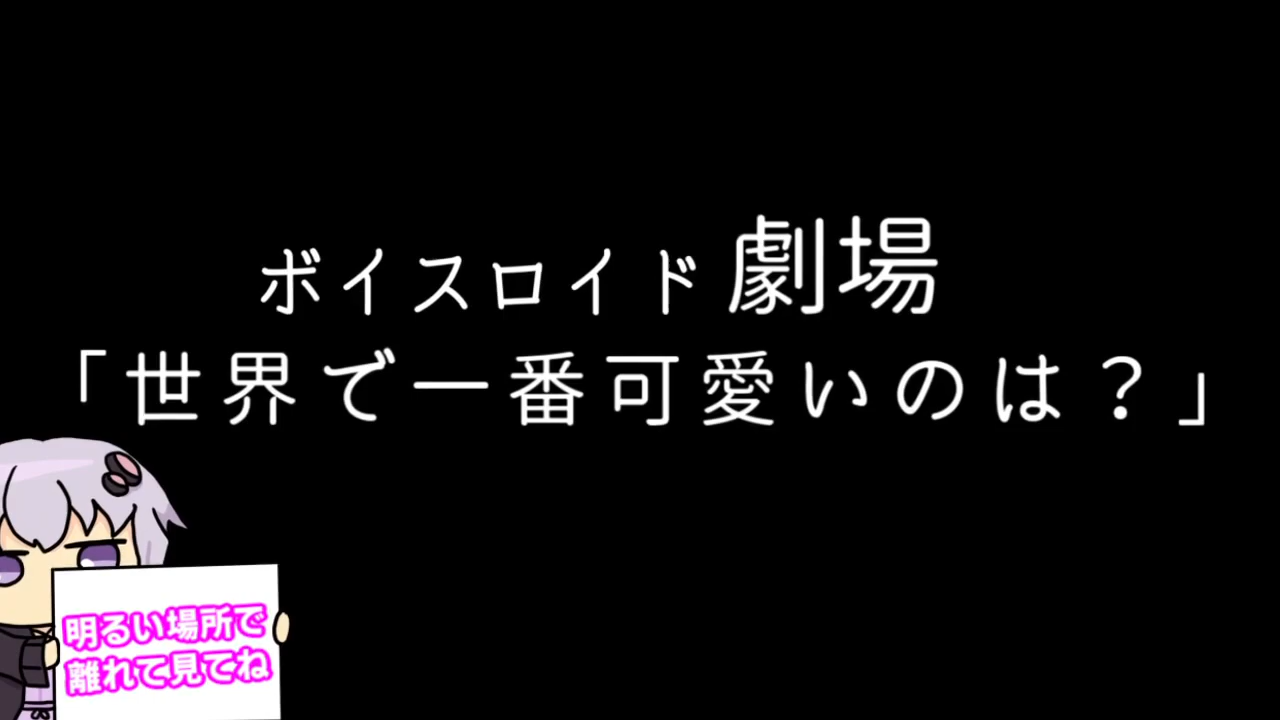 ボイスロイド劇場
「世界で一番可愛いのは？」
明るい場所で
離れて見てね